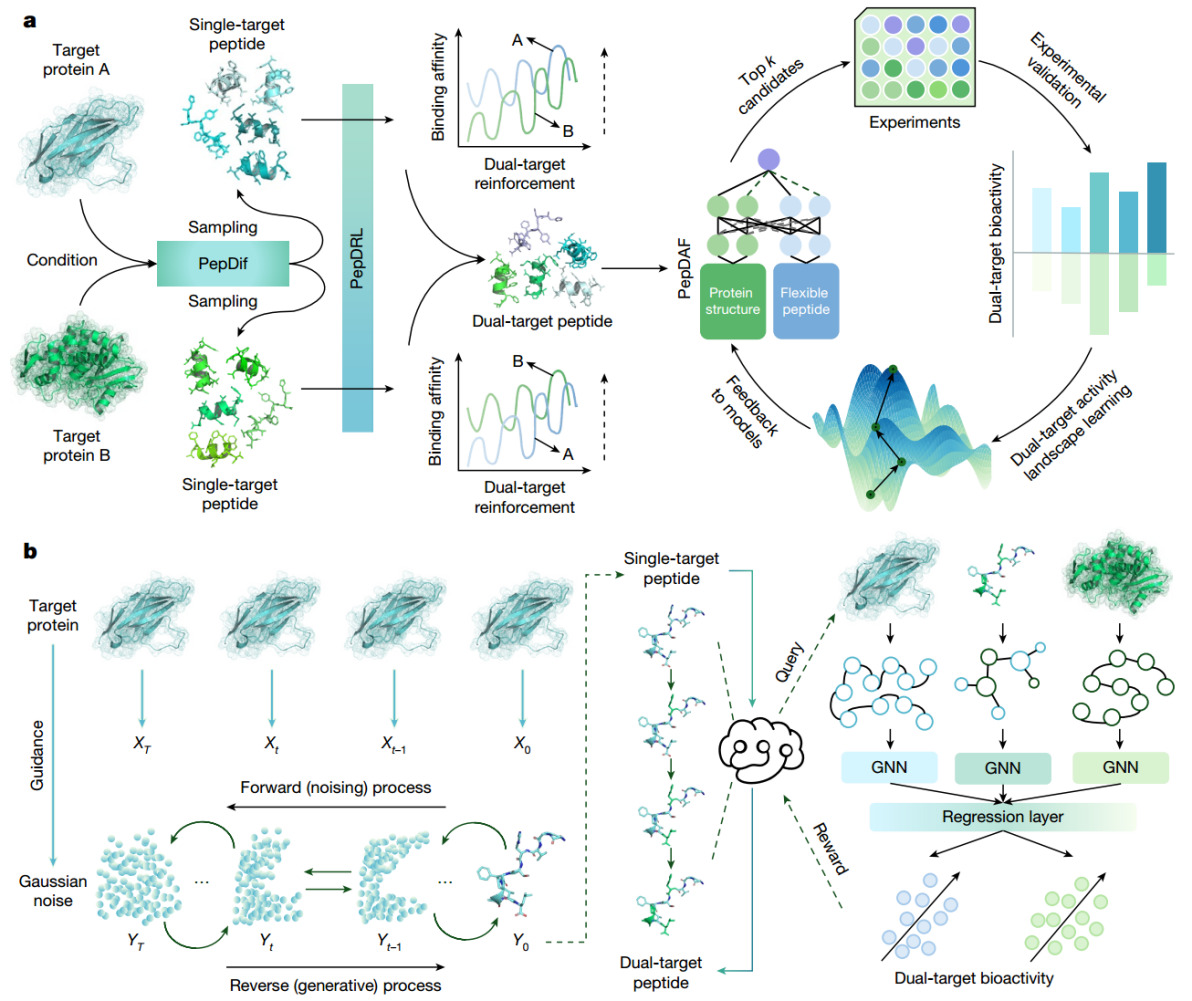 a
Target
protein A
Single-target
peptide
Condition
Sampling
PepDif
Sampling
Target
protein B
Single-target
peptide
PepDRL
Binding affinity
A
B
Dual-target
reinforcement
Dual-target peptide
Binding affinity
B
A
Dual-target
reinforcement
PepDAF
Protein
structure
Flexible
peptide
Top k
candidates
Experiments
Experimental
validation
Dual-target bioactivity
Dual-target activity
landscape learning
Feedback
to models
b
Target
protein
Guidance
X_T
X_t
X_{t–1}
X_0
Forward (noising) process
Gaussian
noise
...
...
Y_T
Y_t
Y_{t–1}
Y_0
Reverse (generative) process
Single-target
peptide
Dual-target
peptide
Query
Reward
GNN
GNN
GNN
Regression layer
Dual-target bioactivity